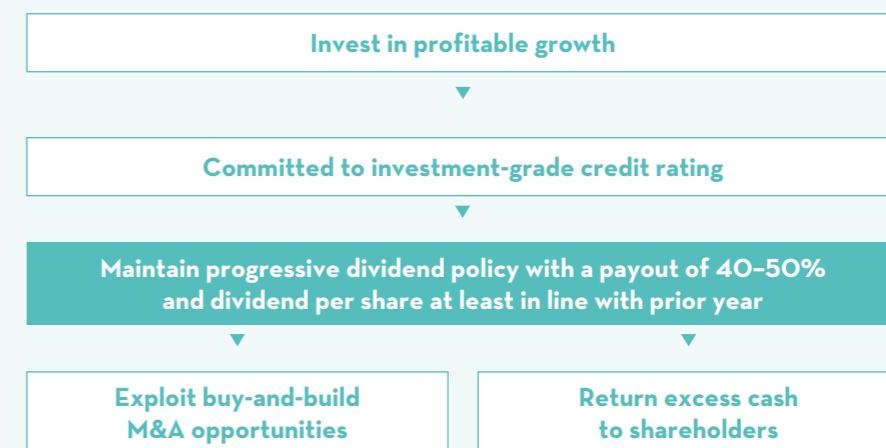 Invest in profitable growth
Committed to investment-grade credit rating
Maintain progressive dividend policy with a payout of 40–50%
and dividend per share at least in line with prior year
Exploit buy-and-build
M&A opportunities
Return excess cash
to shareholders